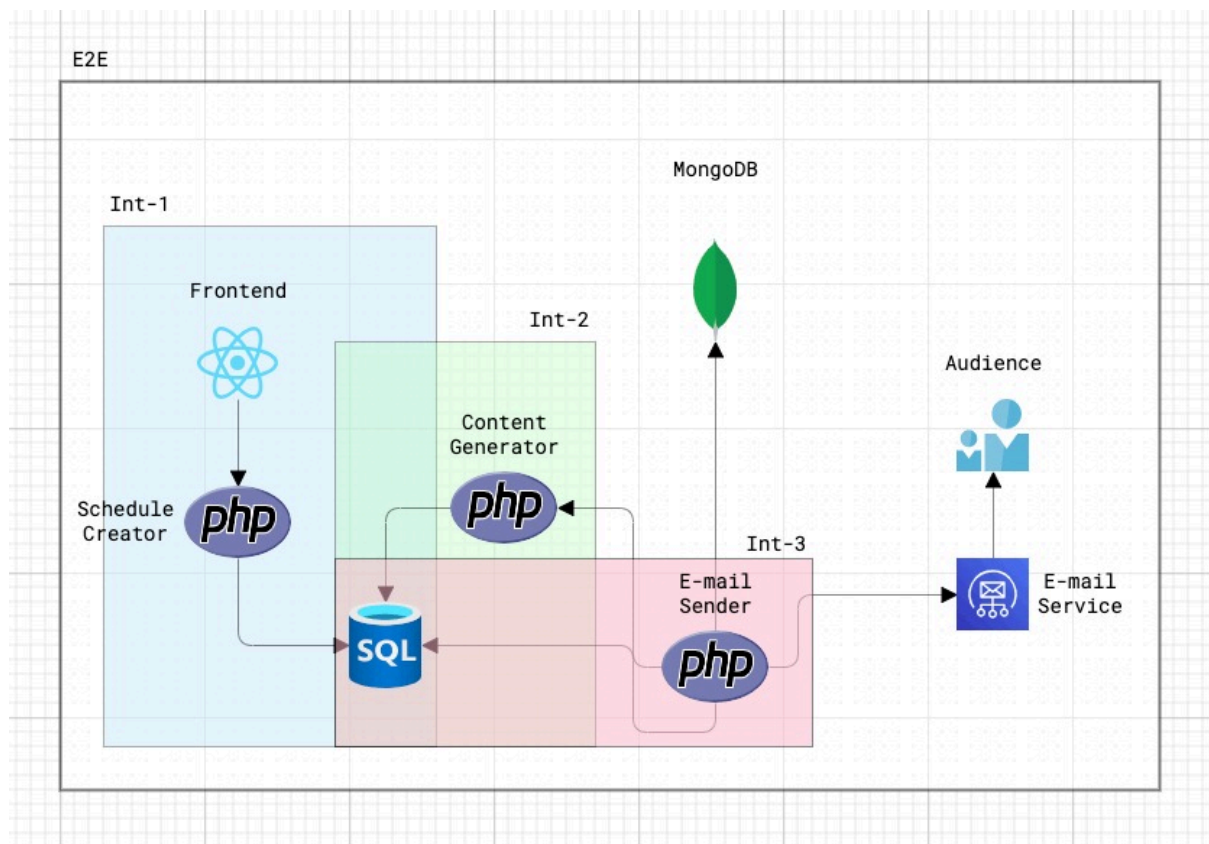 E2E
MongoDB
Int-1
Frontend
Int-2
Audience
Content
Generator
php
Schedule
Creator
php
Int-3
E-mail
Sender
E-mail
Service
SQL
php